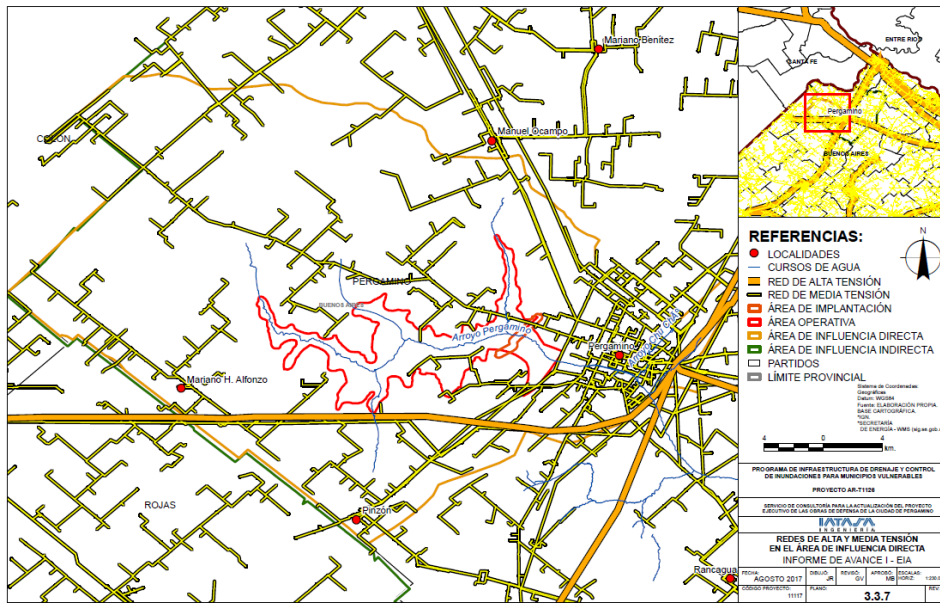 Mariano Benítez
COLON
Manuel Ocampo
PERGAMINO
BUENOS AIRES
Arroyo Pergamino
Pergamino
Mariano H. Alfonzo
ROJAS
Pinzón
Rancagua
ENTRE RIOS
SANTA FE
Pergamino
BUENOS AIRES
REFERENCIAS:
N
LOCALIDADES
CURSOS DE AGUA
RED DE ALTA TENSIÓN
RED DE MEDIA TENSIÓN
ÁREA DE IMPLANTACIÓN
ÁREA OPERATIVA
ÁREA DE INFLUENCIA DIRECTA
ÁREA DE INFLUENCIA INDIRECTA
PARTIDOS
LÍMITE PROVINCIAL
Sistema de Coordenadas
Geográficas
Datum: WGS84
Fuente: ELABORACIÓN PROPIA.
BASE CARTOGRÁFICA.
*IGN.
*SECRETARÍA
DE ENERGÍA - WMS
4 0 4
km.
PROGRAMA DE INFRAESTRUCTURA DE DRENAJE Y CONTROL
DE INUNDACIONES PARA MUNICIPIOS VULNERABLES
PROYECTO AR-T1128
SERVICIO DE CONSULTORÍA PARA LA ACTUALIZACIÓN DEL PROYECTO
EJECUTIVO DE LAS OBRAS DE DEFENSA DE LA CIUDAD DE PERGAMINO
IATASA
INGENIERÍA
REDES DE ALTA Y MEDIA TENSIÓN
EN EL ÁREA DE INFLUENCIA DIRECTA
INFORME DE AVANCE I - EIA
FECHA: AGOSTO 2017 DIBUJÓ: JR REVISÓ: GV APROBÓ: MB ESCALAS: HORIZ:
CÓDIGO PROYECTO: 11117 PLANO: 3.3.7 REV.